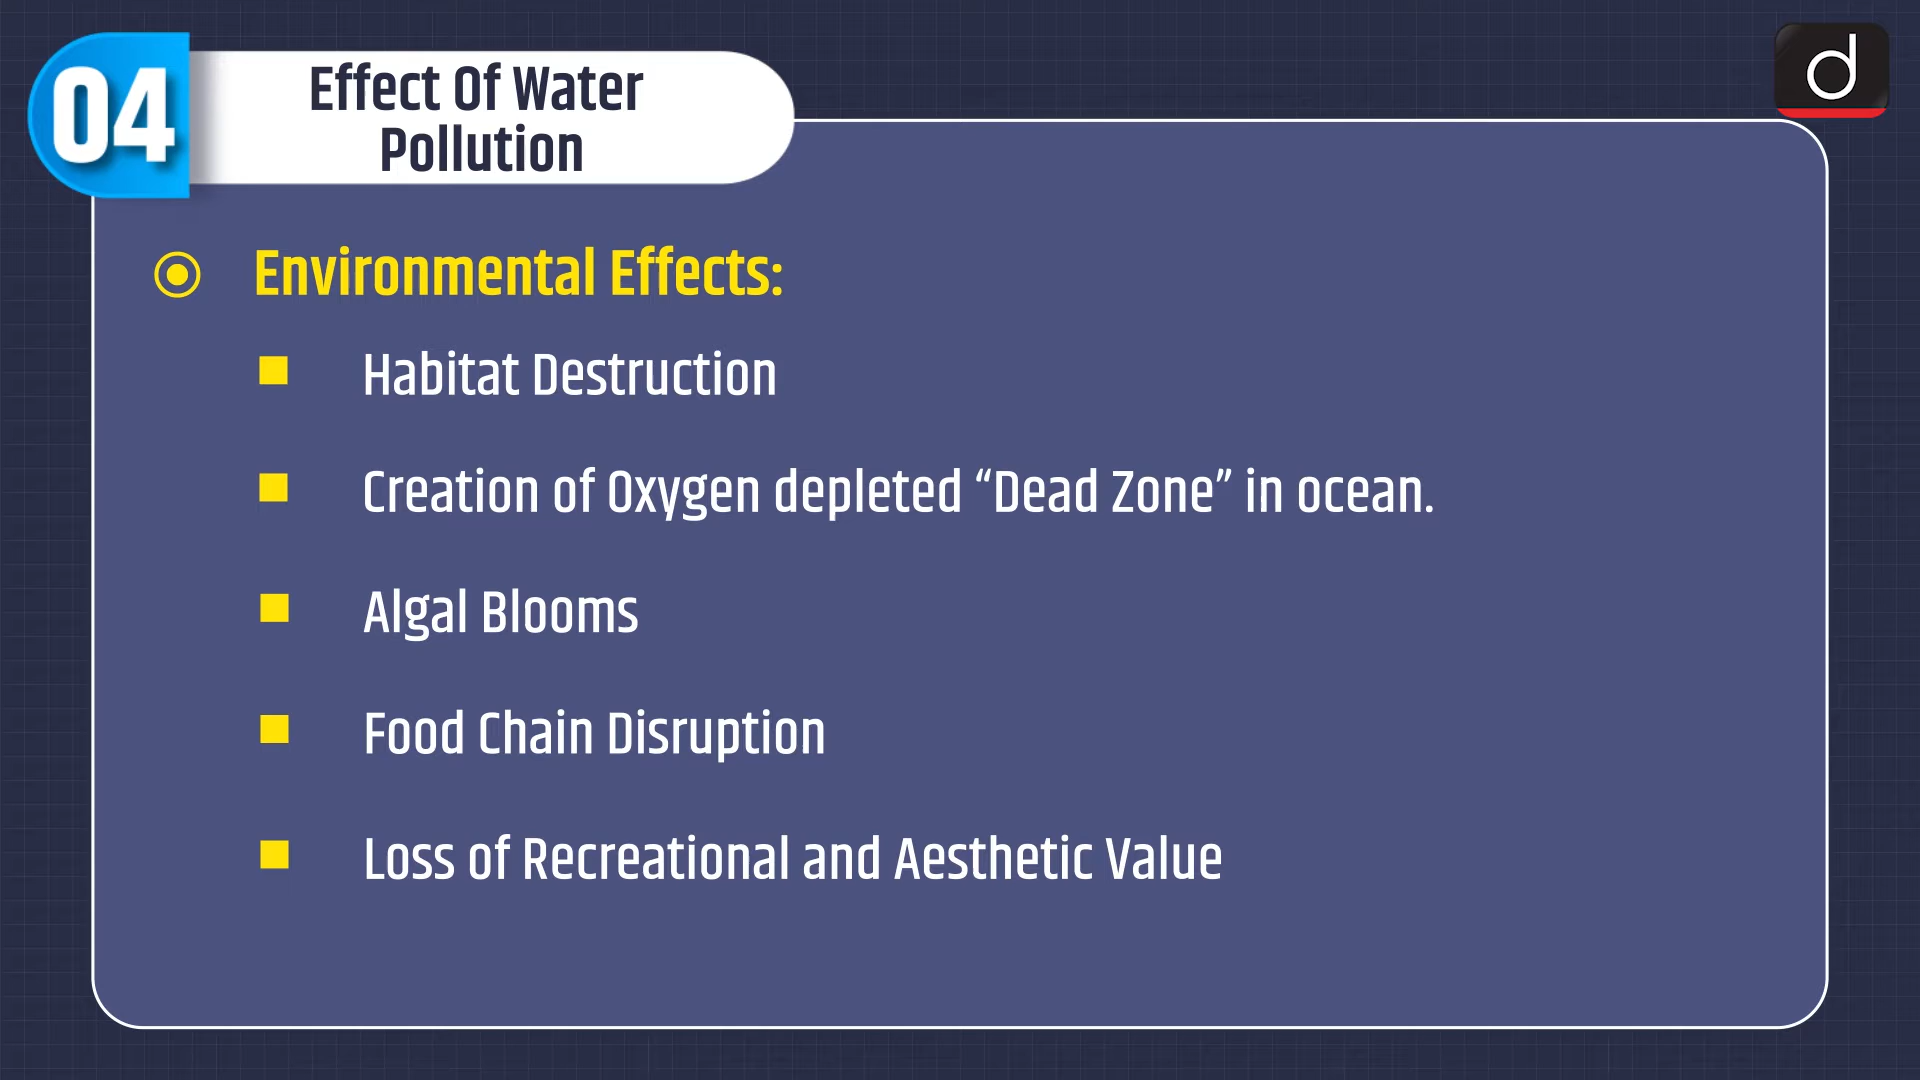 04
Effect Of Water
Pollution
d
Environmental Effects:
Habitat Destruction
Creation of Oxygen depleted “Dead Zone” in ocean.
Algal Blooms
Food Chain Disruption
Loss of Recreational and Aesthetic Value